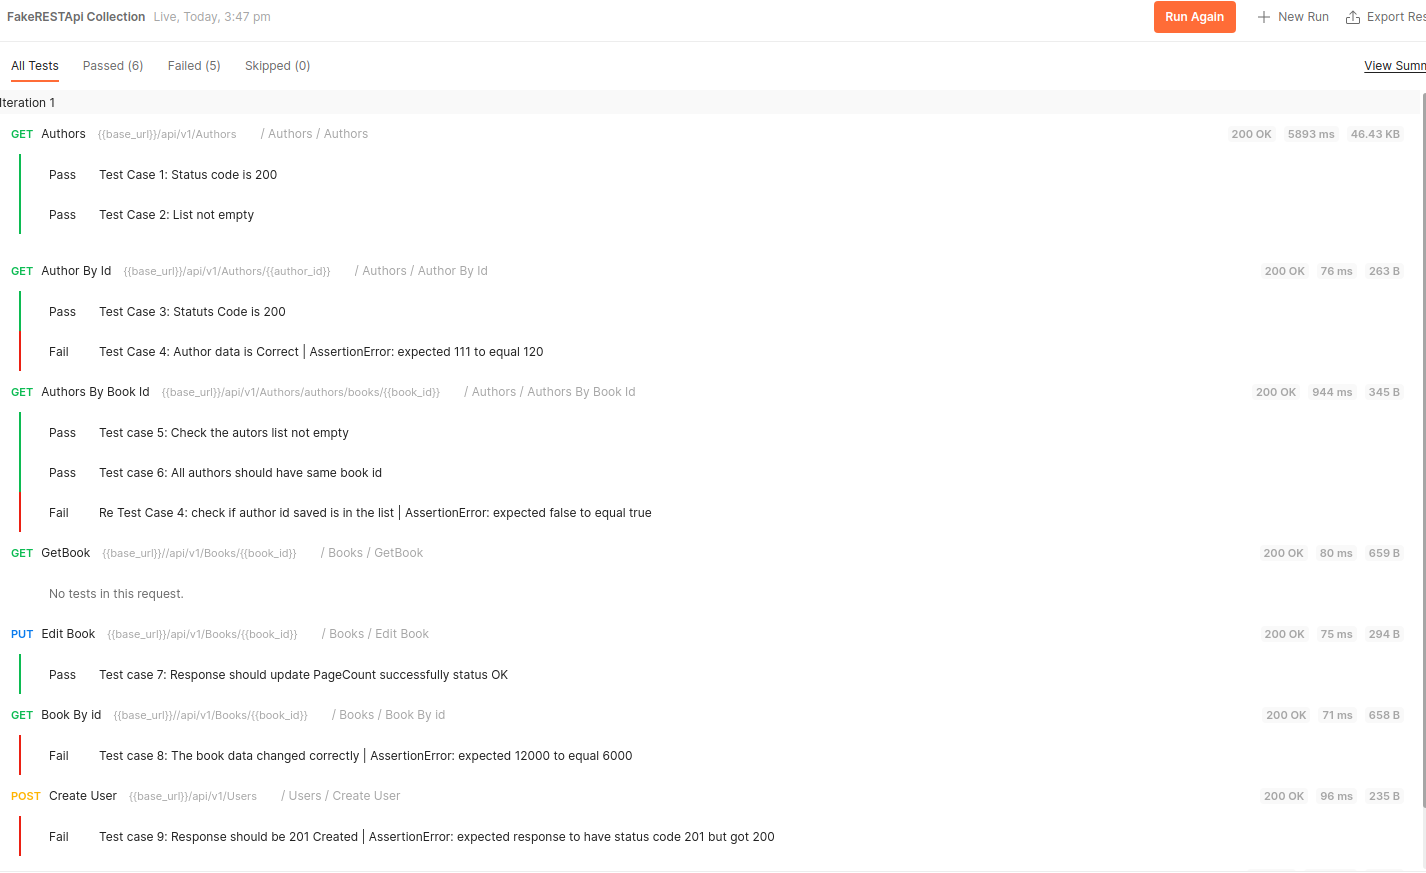 FakeRESTApi Collection Live, Today, 3:47 pm Run Again New Run Export Res
All Tests Passed (6) Failed (5) Skipped (0) View Summ
Iteration 1
GET Authors {{base_url}}/api/v1/Authors / Authors / Authors 200 OK 5893 ms 46.43 KB
Pass Test Case 1: Status code is 200
Pass Test Case 2: List not empty
GET Author By Id {{base_url}}/api/v1/Authors/{{author_id}} / Authors / Author By Id 200 OK 76 ms 263 B
Pass Test Case 3: Statuts Code is 200
Fail Test Case 4: Author data is Correct | AssertionError: expected 111 to equal 120
GET Authors By Book Id {{base_url}}/api/v1/Authors/authors/books/{{book_id}} / Authors / Authors By Book Id 200 OK 944 ms 345 B
Pass Test case 5: Check the autors list not empty
Pass Test case 6: All authors should have same book id
Fail Re Test Case 4: check if author id saved is in the list | AssertionError: expected false to equal true
GET GetBook {{base_url}}//api/v1/Books/{{book_id}} / Books / GetBook 200 OK 80 ms 659 B
No tests in this request.
PUT Edit Book {{base_url}}/api/v1/Books/{{book_id}} / Books / Edit Book 200 OK 75 ms 294 B
Pass Test case 7: Response should update PageCount successfully status OK
GET Book By id {{base_url}}//api/v1/Books/{{book_id}} / Books / Book By id 200 OK 71 ms 658 B
Fail Test case 8: The book data changed correctly | AssertionError: expected 12000 to equal 6000
POST Create User {{base_url}}/api/v1/Users / Users / Create User 200 OK 96 ms 235 B
Fail Test case 9: Response should be 201 Created | AssertionError: expected response to have status code 201 but got 200